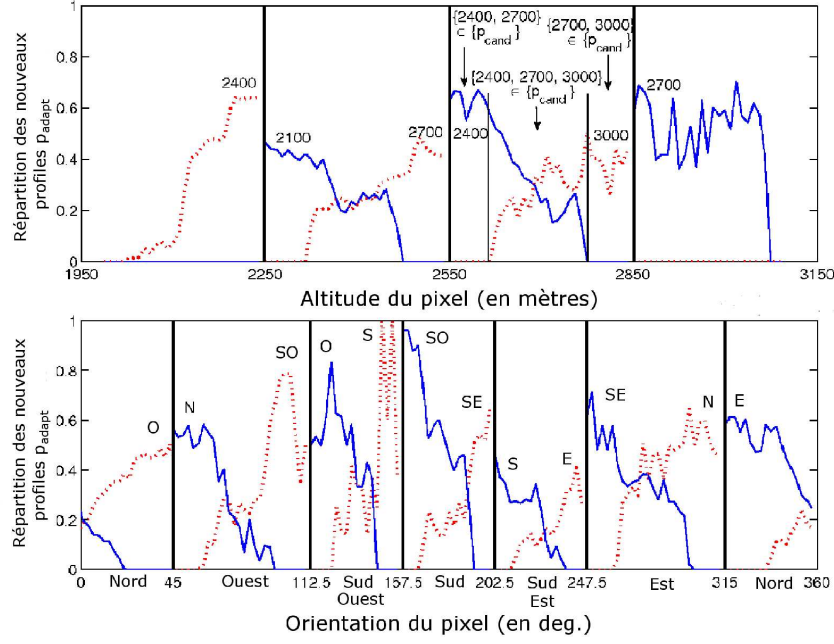 Répartition des nouveaux
profiles p_adapt
1
0.8
0.6
0.4
0.2
0
2400
2100
2700
{2400, 2700}
∈ {p_cand}
{2700, 3000}
∈ {p_cand}
{2400, 2700, 3000}
∈ {p_cand}
2400
3000
2700
1950
2250
2550
2850
3150
Altitude du pixel (en mètres)
Répartition des nouveaux
profiles p_adapt
1
0.8
0.6
0.4
0.2
0
O
N
SO
O
S
SO
SE
S
E
SE
N
E
0
Nord
45
Ouest
112.5
Sud
Ouest
157.5
Sud
202.5
Sud
Est
247.5
Est
315
Nord
360
Orientation du pixel (en deg.)